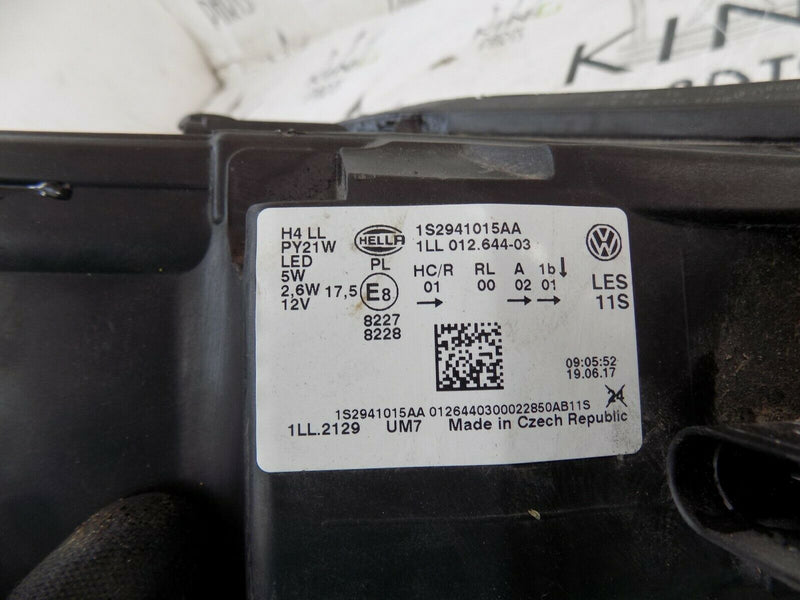 H4 LL
PY21W
LED
5W
2,6W 17,5
12V
HELLA
PL
E8
8227
8228
1S2941015AA
1LL 012.644-03
HC/R RL A 1b↓
01 00 02 01
→ → →
VW
LES
11S
09:05:52
19.06.17
24
1S2941015AA 0126440300022850AB11S
1LL.2129 UM7 Made in Czech Republic